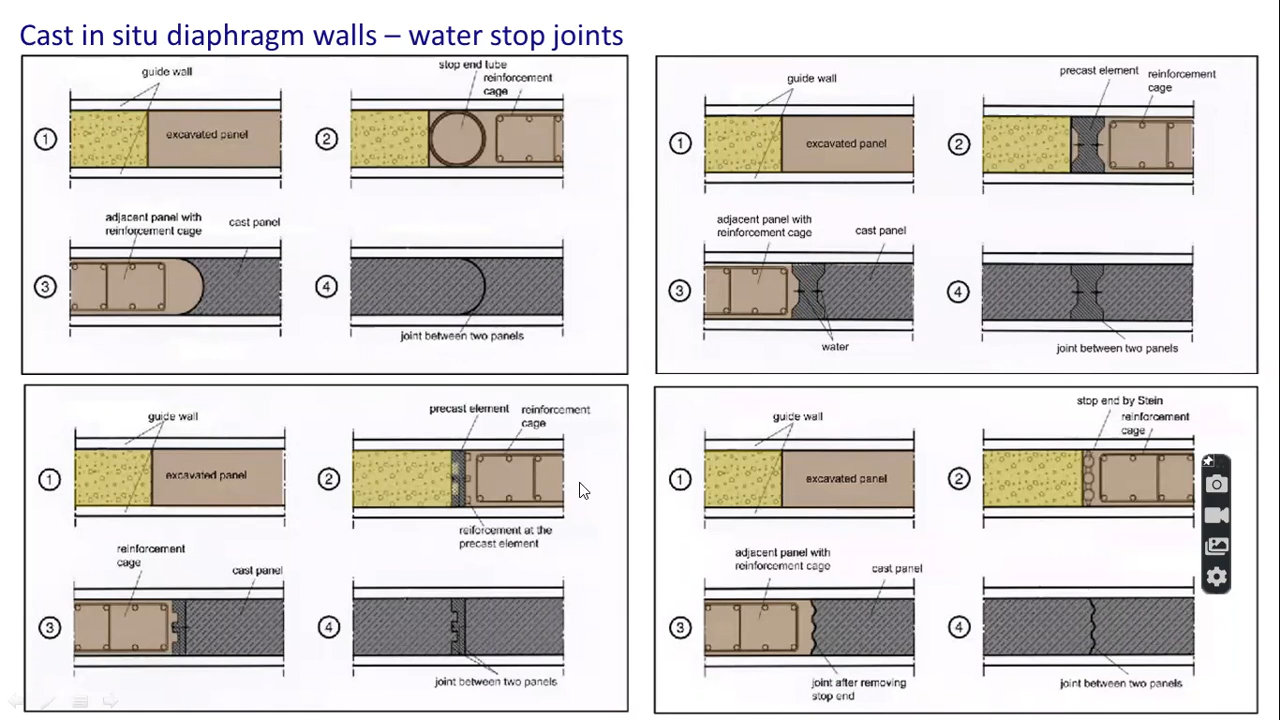 Cast in situ diaphragm walls – water stop joints
guide wall
excavated panel
1
stop end tube
reinforcement
cage
2
adjacent panel with
reinforcement cage
cast panel
3
4
joint between two panels
guide wall
excavated panel
1
precast element
reinforcement
cage
2
adjacent panel with
reinforcement cage
cast panel
3
water
4
joint between two panels
guide wall
excavated panel
1
precast element
reinforcement
cage
2
reiforcement at the
precast element
reinforcement
cage
cast panel
3
4
joint between two panels
guide wall
excavated panel
1
stop end by Stein
reinforcement
cage
2
adjacent panel with
reinforcement cage
cast panel
3
joint after removing
stop end
4
joint between two panels